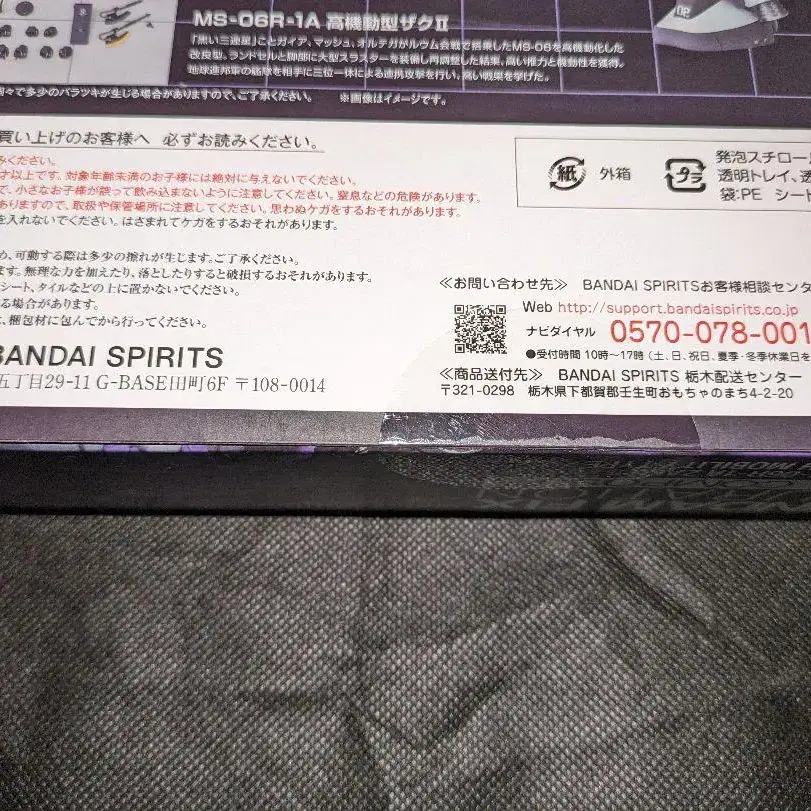 MS-06R-1A 高機動型ザクⅡ
「黒い三連星」ことガイア、マッシュ、オルテガがルウム会戦で搭乗したMS-06を高機動化した
改良型。ランドセルと脚部に大型スラスターを装備し再調整した結果、高い推力と機動性を獲得。
地球連邦軍の艦隊を相手に三位一体による連携攻撃を行い、高い戦果を挙げた。
個々で多少のバラツキが生じる場合がありますので、ご了承ください。 ※画像はイメージです。
買い上げのお客様へ 必ずお読みください。
みください。
才以上です。対象年齢未満のお子様には絶対に与えないでください。
で、小さなお子様が誤って飲み込まないように注意してください。窒息などの危険があります。
ありますので、取扱や保管場所に注意してください。思わぬケガをするおそれがあります。
を入れないでください。はさまれてケガをするおそれがあります。
め、可動する際は多少の擦れが生じます。ご了承ください。
ます。無理な力を加えたり、落としたりすると破損するおそれがあります。
シート、タイルなどの上に置かないでください。
る場合があります。
は、梱包材に包んでから行ってください。
BANDAI SPIRITS
五丁目29-11 G-BASE田町6F 〒108-0014
紙 外箱
プラ
発泡スチロー
透明トレイ、透
袋:PE シート
≪お問い合わせ先≫ BANDAI SPIRITSお客様相談センタ
Web http://support.bandaispirits.co.jp
ナビダイヤル 0570-078-001
●受付時間 10時〜17時（土、日、祝日、夏季・冬季休業日を
≪商品送付先≫ BANDAI SPIRITS 栃木配送センター
〒321-0298 栃木県下都賀郡壬生町おもちゃのまち4-2-20